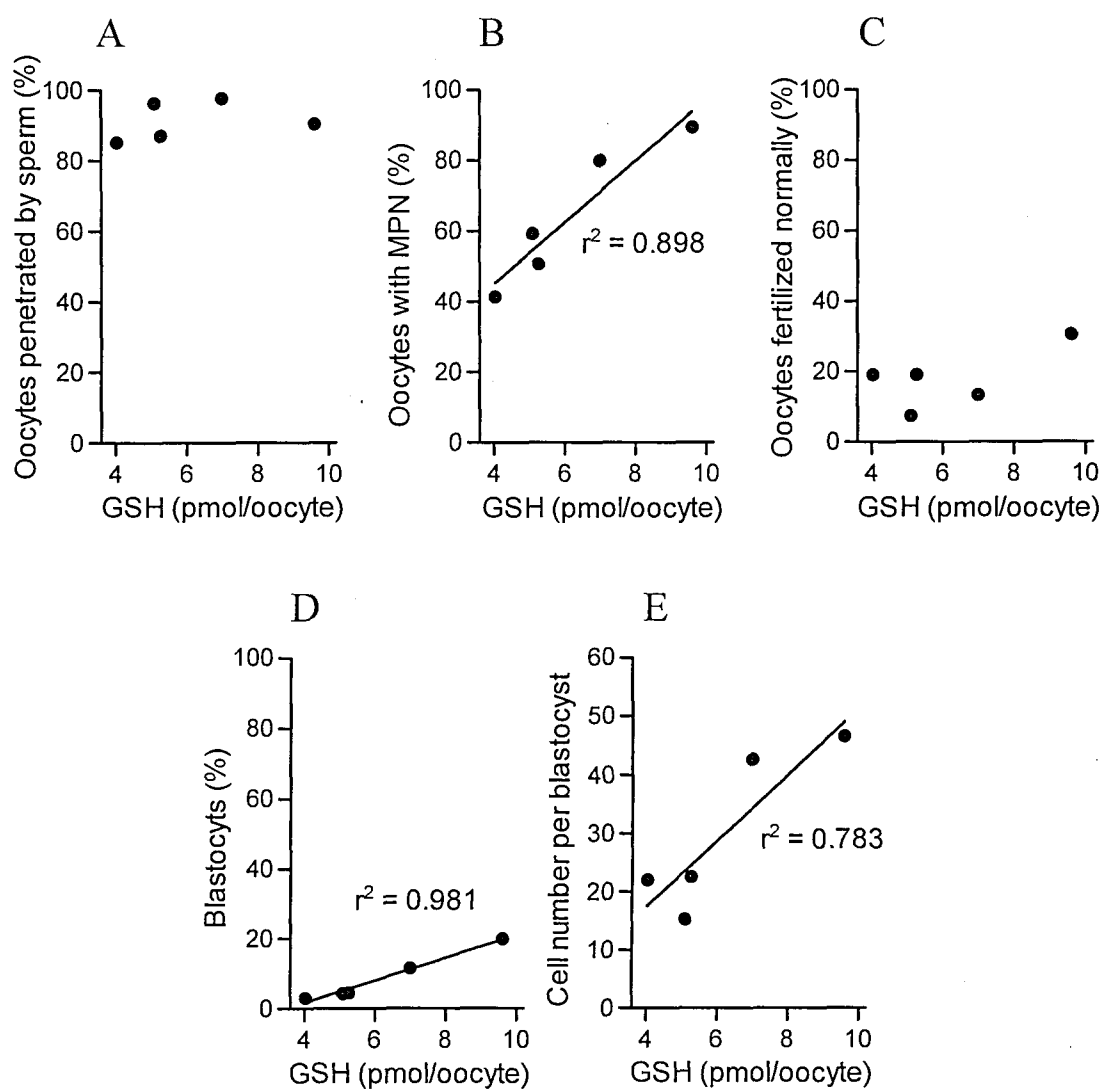 A
Oocytes penetrated by sperm (%)
100
80
60
40
20
0
4 6 8 10
GSH (pmol/oocyte)
B
Oocytes with MPN (%)
100
80
60
40
20
0
r² = 0.898
4 6 8 10
GSH (pmol/oocyte)
C
Oocytes fertilized normally (%)
100
80
60
40
20
0
4 6 8 10
GSH (pmol/oocyte)
D
Blastocyts (%)
100
80
60
40
20
0
r² = 0.981
4 6 8 10
GSH (pmol/oocyte)
E
Cell number per blastocyst
60
50
40
30
20
10
0
r² = 0.783
4 6 8 10
GSH (pmol/oocyte)